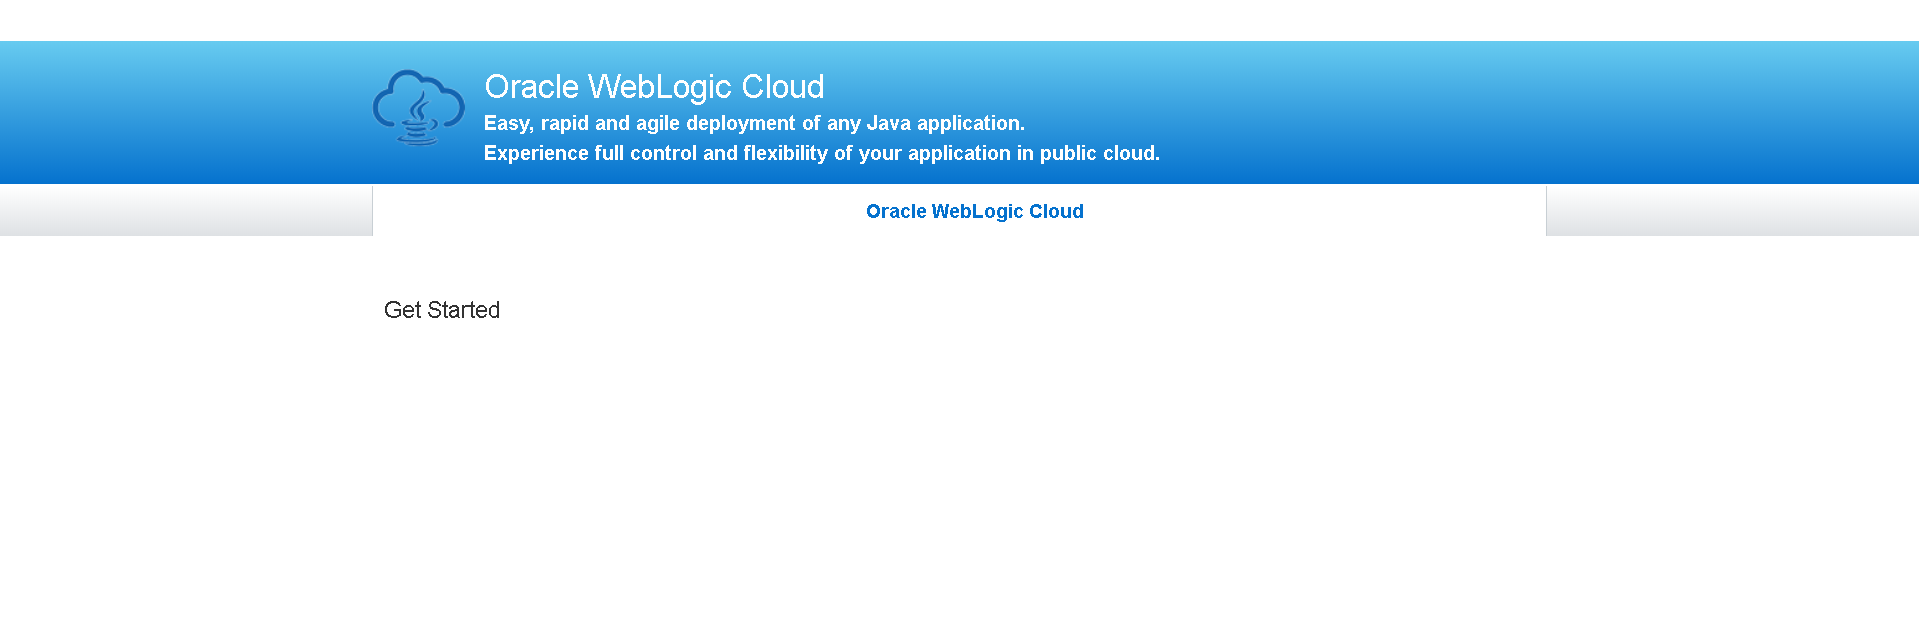 Oracle WebLogic Cloud
Easy, rapid and agile deployment of any Java application.
Experience full control and flexibility of your application in public cloud.
Oracle WebLogic Cloud
Get Started